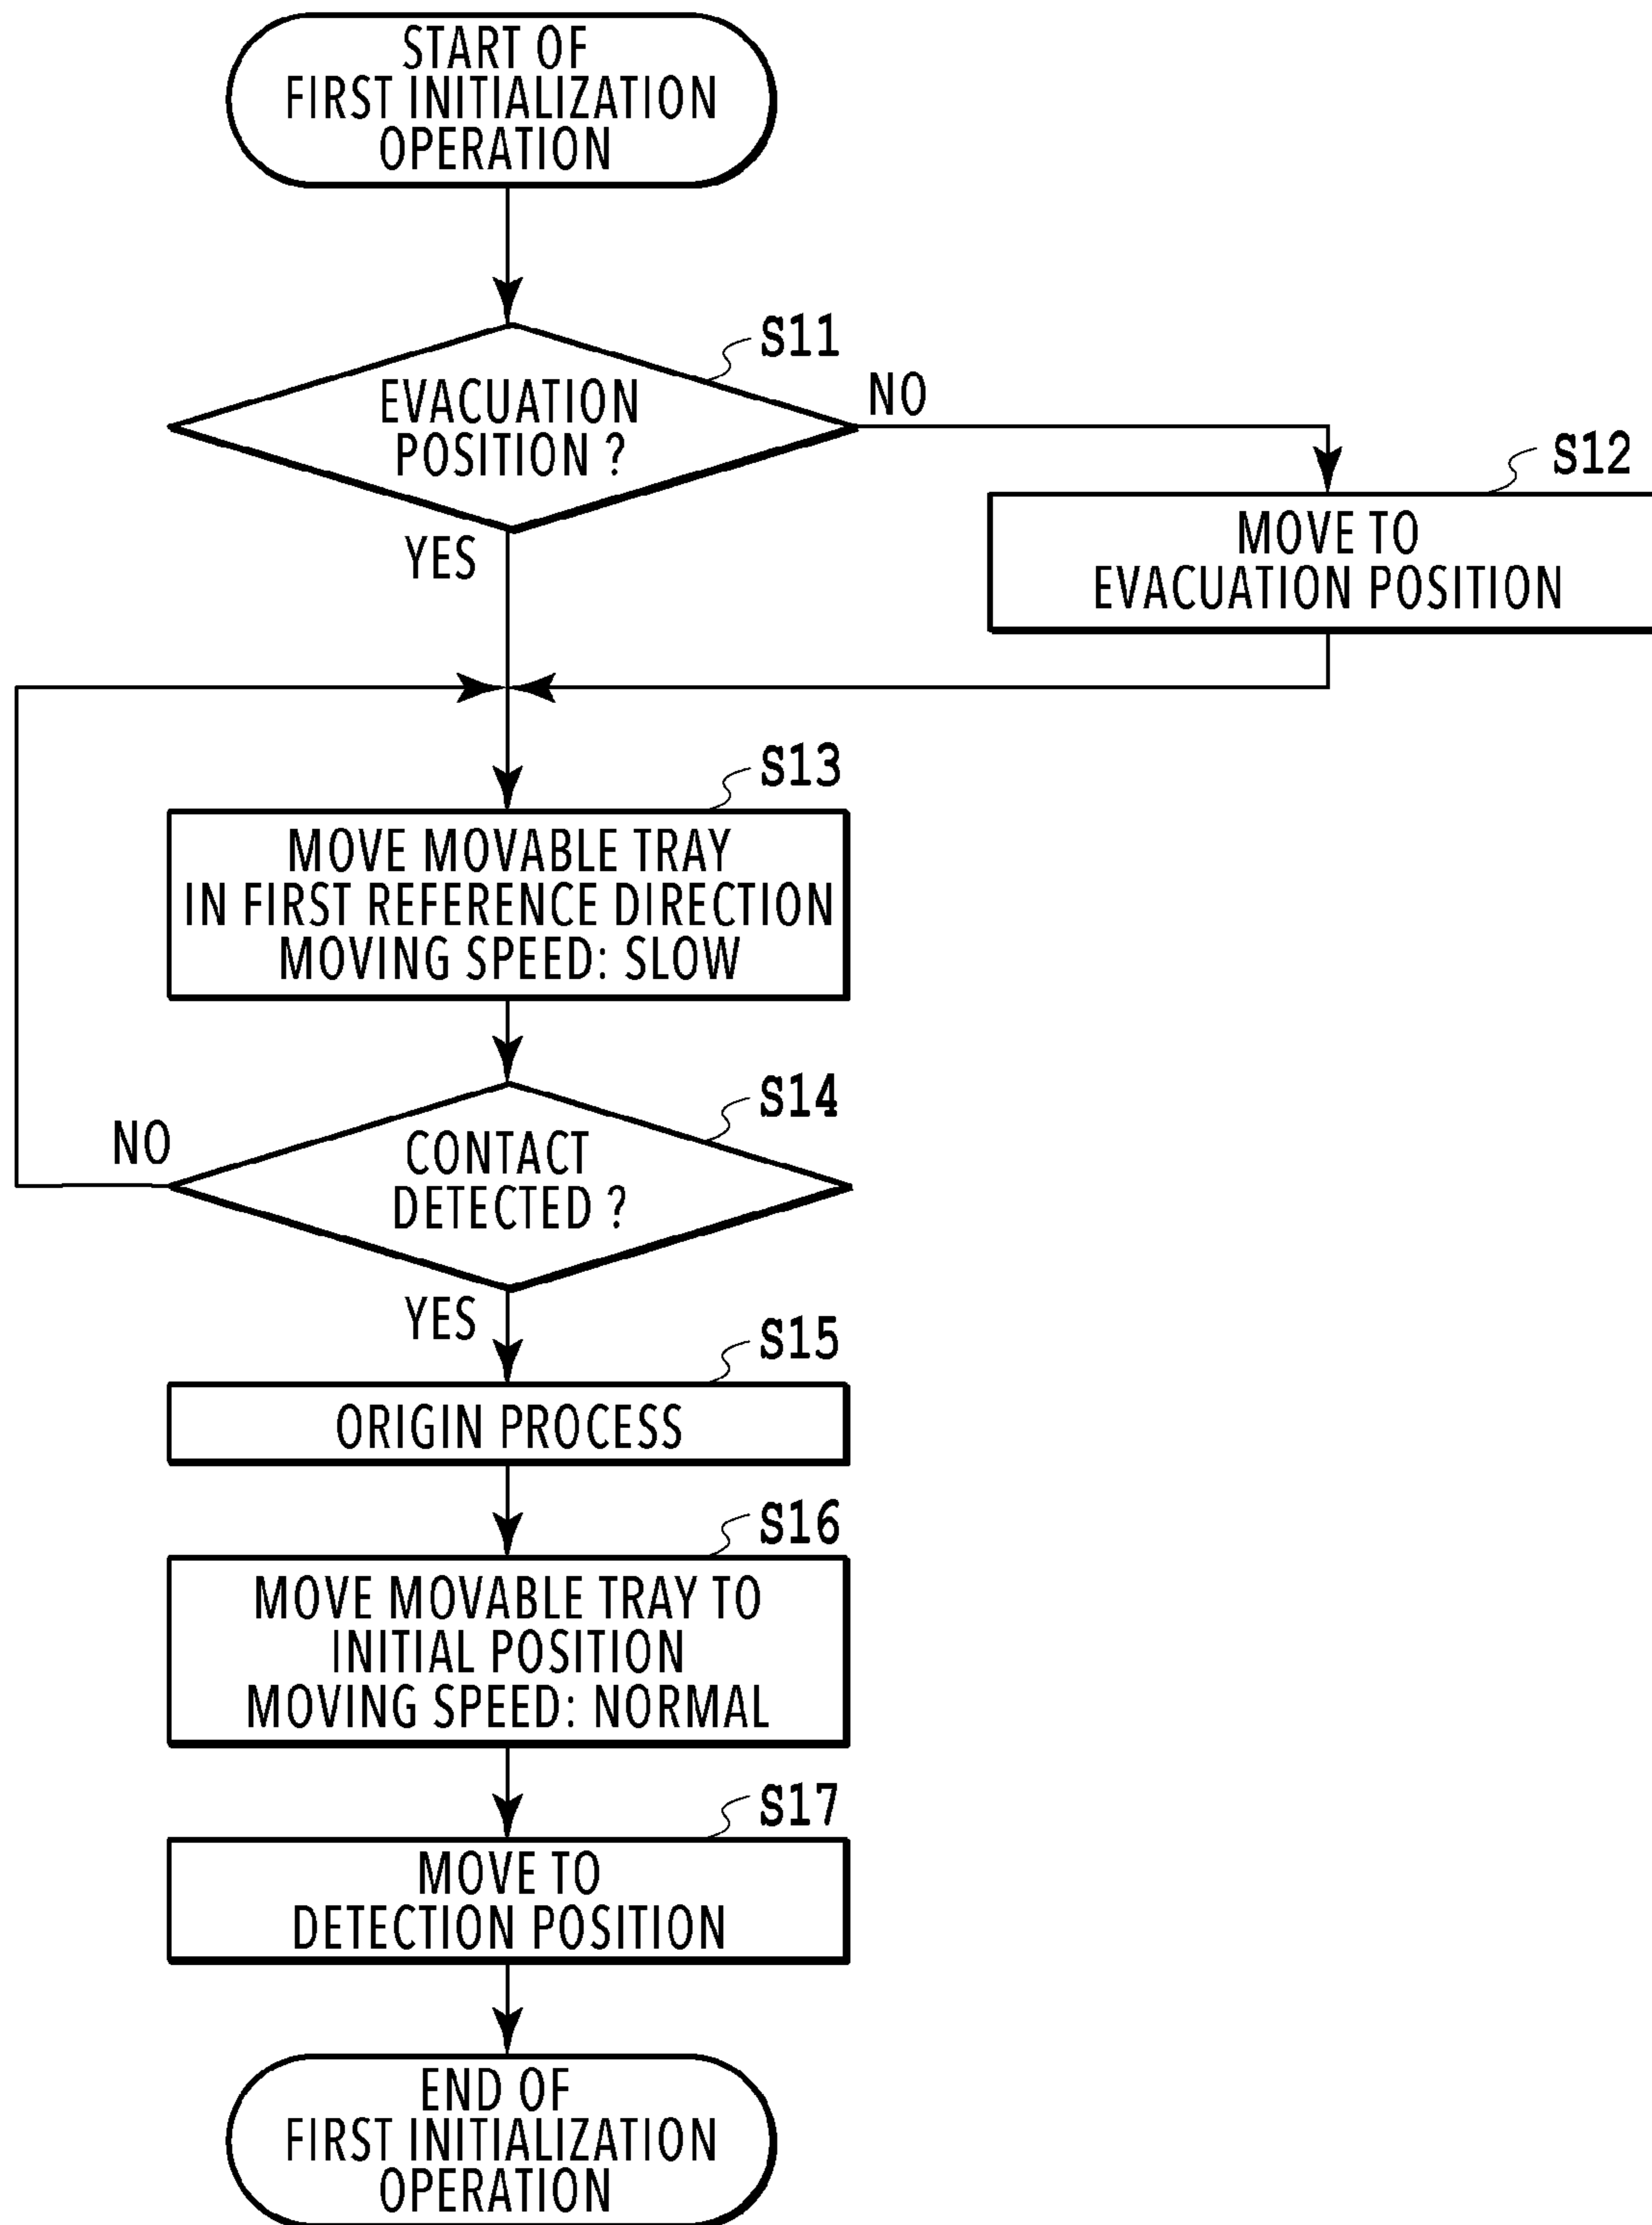 START OF
FIRST INITIALIZATION
OPERATION
S11
EVACUATION
POSITION ?
NO
YES
S12
MOVE TO
EVACUATION POSITION
S13
MOVE MOVABLE TRAY
IN FIRST REFERENCE DIRECTION
MOVING SPEED: SLOW
S14
NO
CONTACT
DETECTED ?
YES
S15
ORIGIN PROCESS
S16
MOVE MOVABLE TRAY TO
INITIAL POSITION
MOVING SPEED: NORMAL
S17
MOVE TO
DETECTION POSITION
END OF
FIRST INITIALIZATION
OPERATION